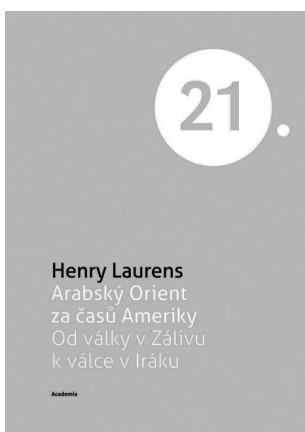 21.
Henry Laurens
Arabský Orient
za časů Ameriky
Od války v Zálivu
k válce v Iráku
Academia